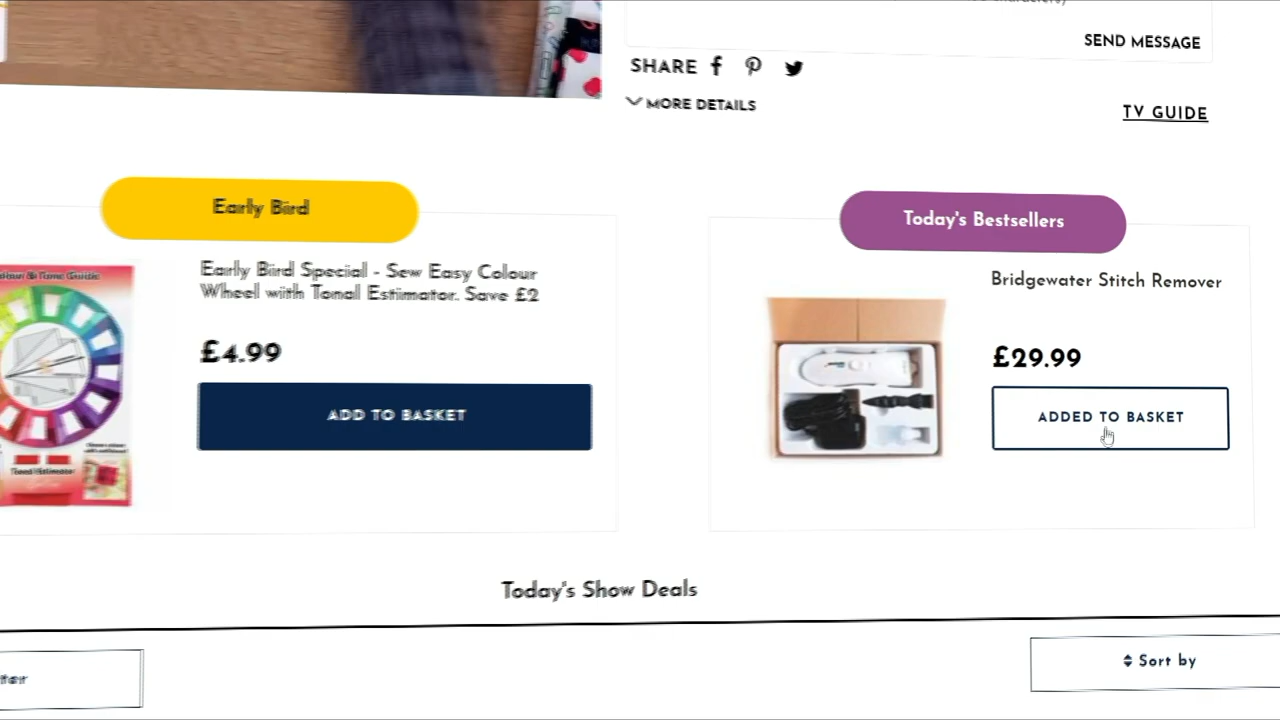 SEND MESSAGE
SHARE
MORE DETAILS
TV GUIDE
Early Bird
Early Bird Special - Sew Easy Colour
Wheel with Tonal Estimator. Save £2
£4.99
ADD TO BASKET
Tonal Estimator
Today's Bestsellers
Bridgewater Stitch Remover
£29.99
ADDED TO BASKET
Today's Show Deals
Sort by